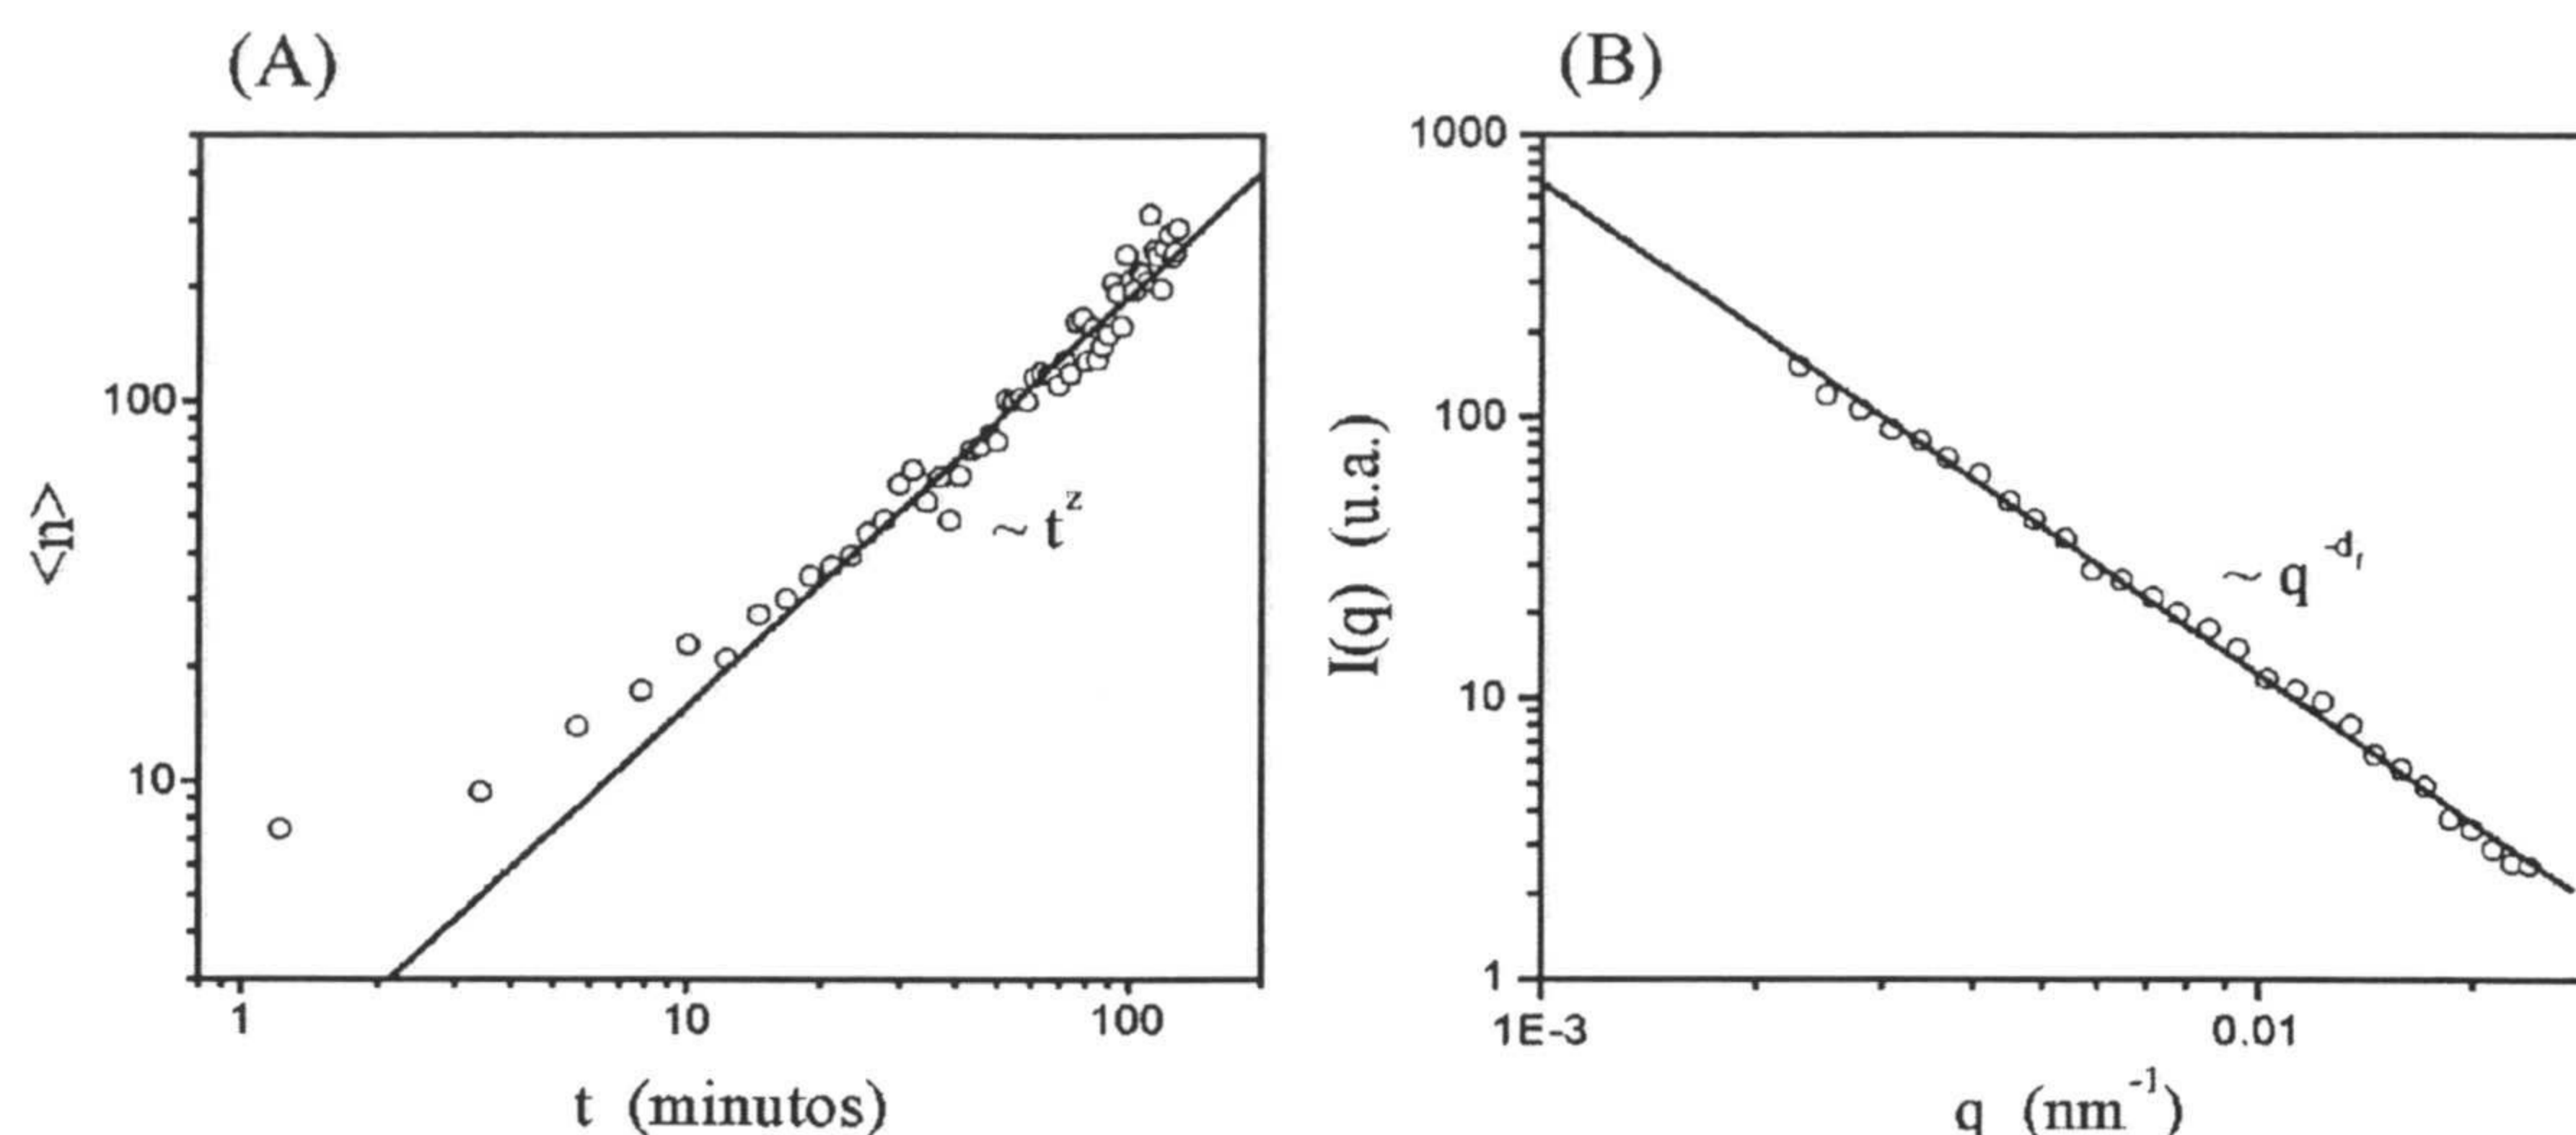 (A)
(B)
100
10
<n>
~ t^z
1 10 100
t (minutos)
1000
100
10
1
I(q) (u.a.)
~ q^-d_f
1E-3 0.01
q (nm^-1)